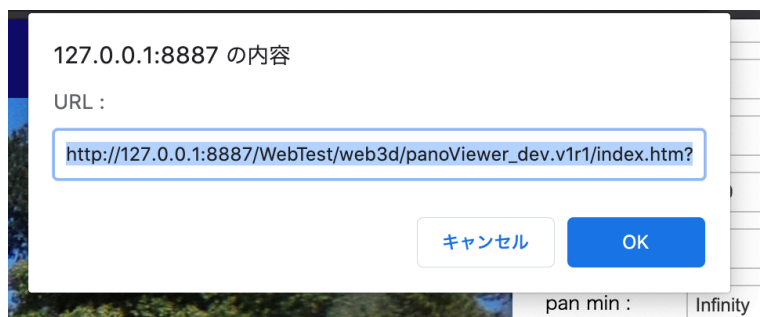 127.0.0.1:8887 の内容
URL :
http://127.0.0.1:8887/WebTest/web3d/panoViewer_dev.v1r1/index.htm?
キャンセル OK
pan min : Infinity